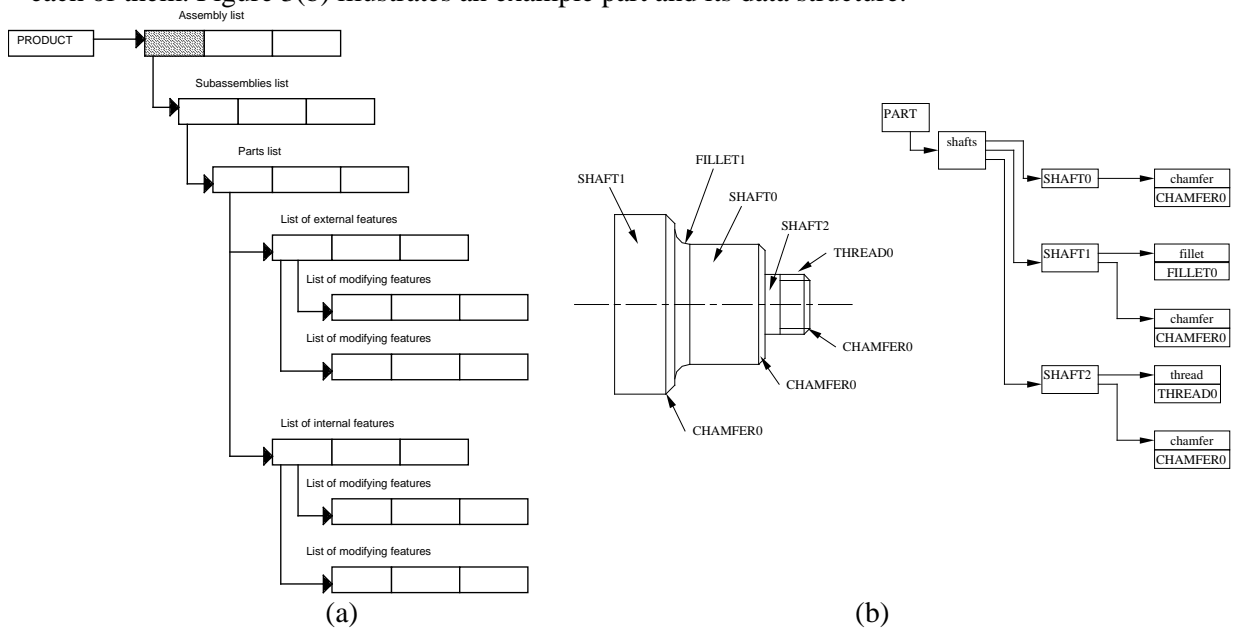 each of them. Figure 3(b) illustrates an example part and its data structure.
Assembly list
PRODUCT
Subassemblies list
Parts list
List of external features
List of modifying features
List of modifying features
List of internal features
List of modifying features
List of modifying features
(a)
SHAFT1
FILLET1
SHAFT0
SHAFT2
THREAD0
CHAMFER0
CHAMFER0
CHAMFER0
PART
shafts
SHAFT0
chamfer
CHAMFER0
SHAFT1
fillet
FILLET0
chamfer
CHAMFER0
SHAFT2
thread
THREAD0
chamfer
CHAMFER0
(b)